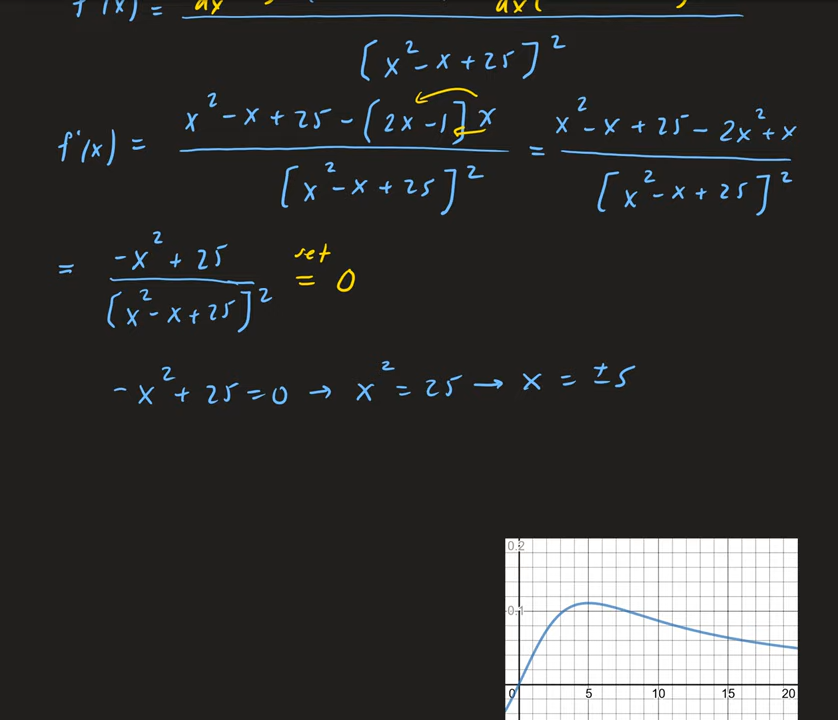 f'(x) = dx dx(
[x² - x + 25]²
f'(x) = x² - x + 25 - [2x - 1] x / [x² - x + 25]² = x² - x + 25 - 2x² + x / [x² - x + 25]²
= -x² + 25 / [x² - x + 25]² set = 0
-x² + 25 = 0 → x² = 25 → x = ±5
0.2
0.1
0 5 10 15 20